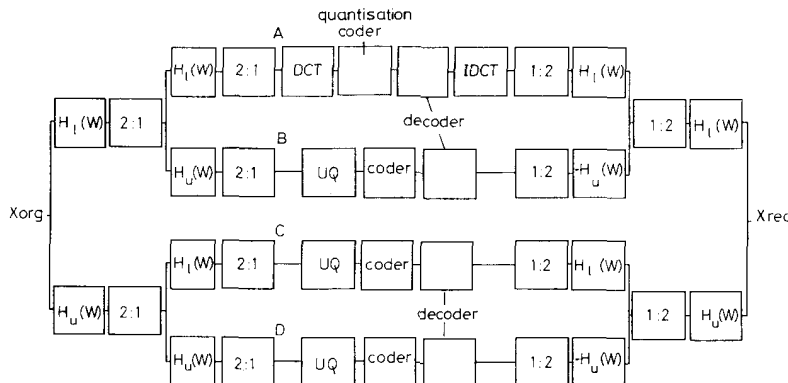 quantisation
coder
A
H_l(W) 2:1 DCT IDCT 1:2 H_l(W)
H_l(W) 2:1 decoder 1:2 H_l(W)
B
H_u(W) 2:1 UQ coder 1:2 -H_u(W)
Xorg Xrec
C
H_l(W) 2:1 UQ coder 1:2 H_l(W)
H_u(W) 2:1 decoder 1:2 H_u(W)
D
H_u(W) 2:1 UQ coder 1:2 -H_u(W)